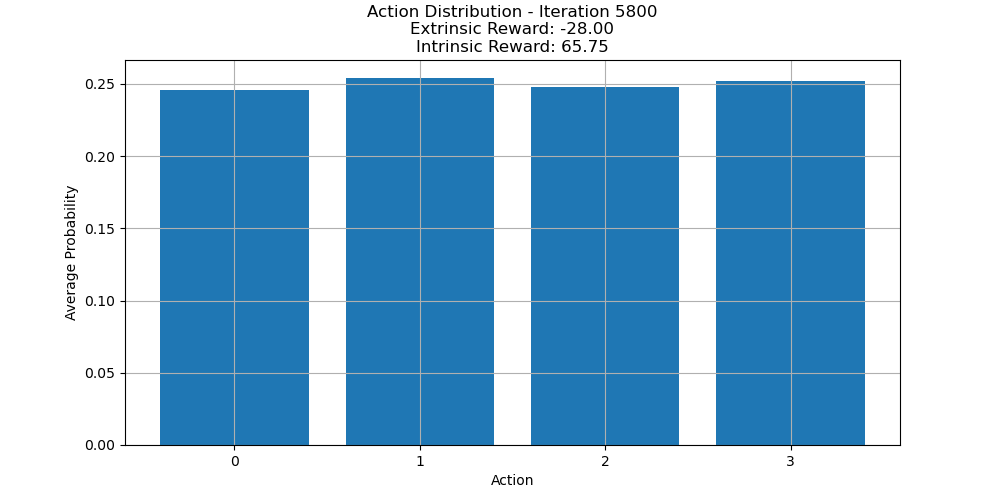 Action Distribution - Iteration 5800
Extrinsic Reward: -28.00
Intrinsic Reward: 65.75
Average Probability
0.25
0.20
0.15
0.10
0.05
0.00
0 1 2 3
Action